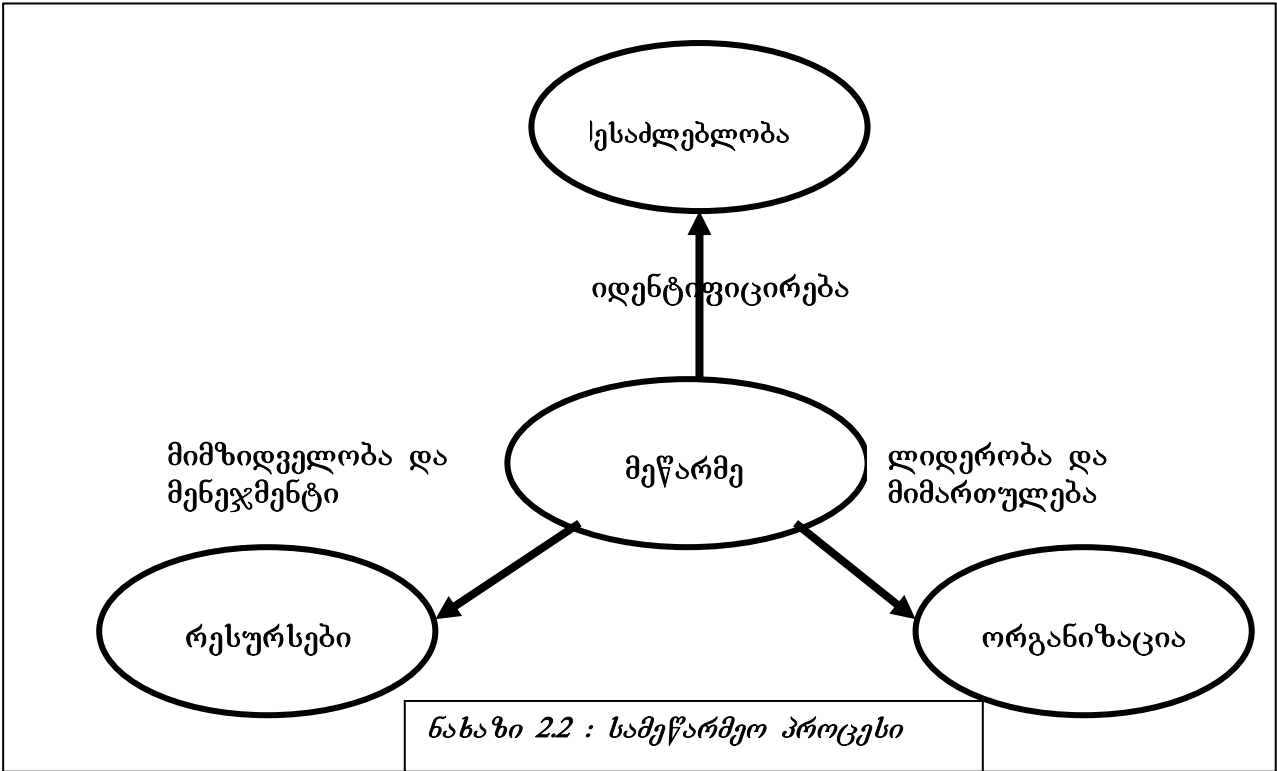 ესაძლებლობა
იდენტიფიცირება
მიმზიდველობა და
მენეჯმენტი
მეწარმე
ლიდერობა და
მიმართულება
რესურსები
ორგანიზაცია
ნახაზი 2.2 : სამეწარმეო პროცესი